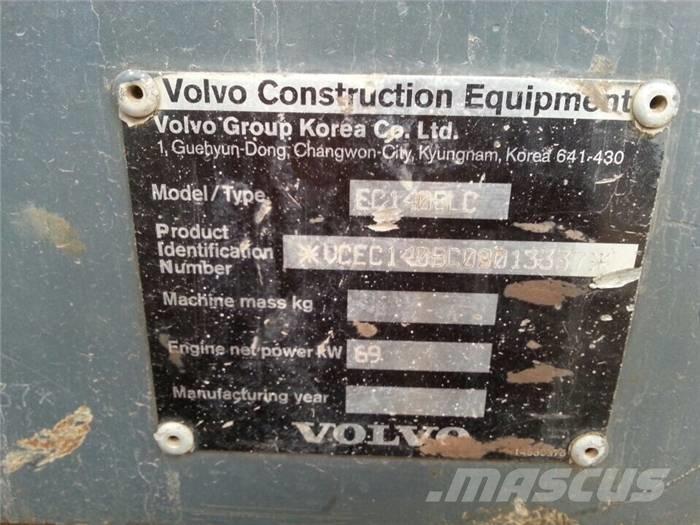 Volvo Construction Equipment
Volvo Group Korea Co. Ltd.
1, Guehyun-Dong, Changwon-City, Kyungnam, Korea 641-430
Model/Type EC140BLC
Product
Identification
Number
Machine mass kg
Engine net power kW 69
Manufacturing year
VOLVO
MASCUS